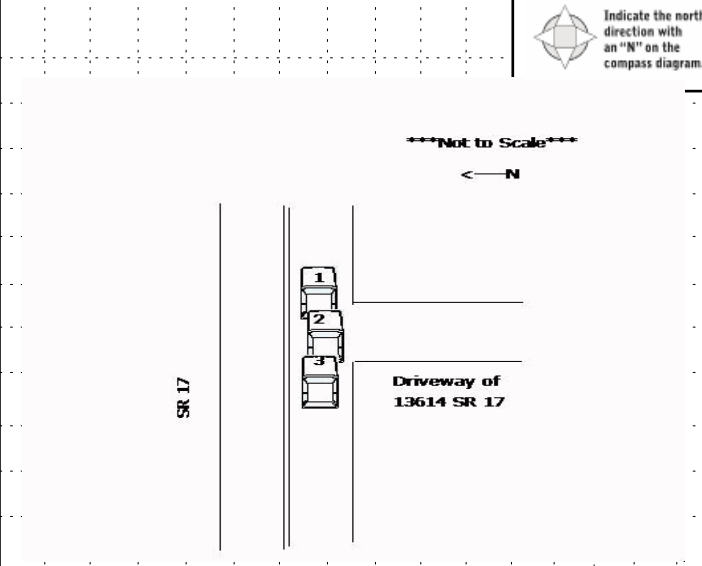 Indicate the north
direction with
an "N" on the
compass diagram.
***Not to Scale***
<——N
1
2
3
SR 17
Driveway of
13614 SR 17